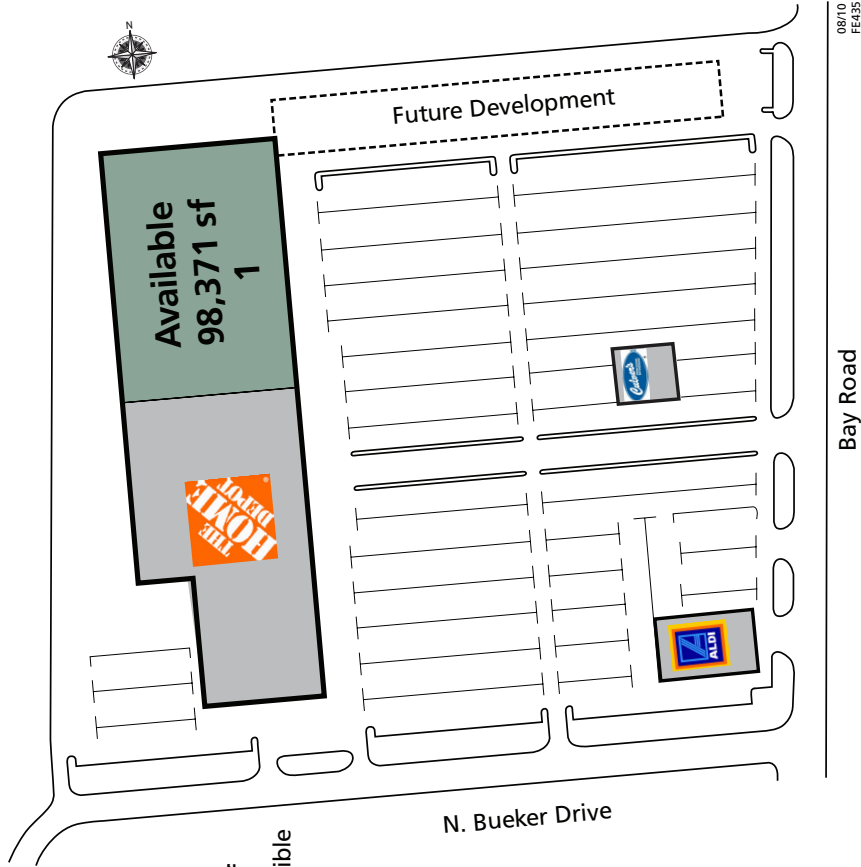 N
08/10
FE435
Future Development
Available
98,371 sf
1
Culver's
Bay Road
THE
HOME
DEPOT
®
ALDI
N. Bueker Drive
ible